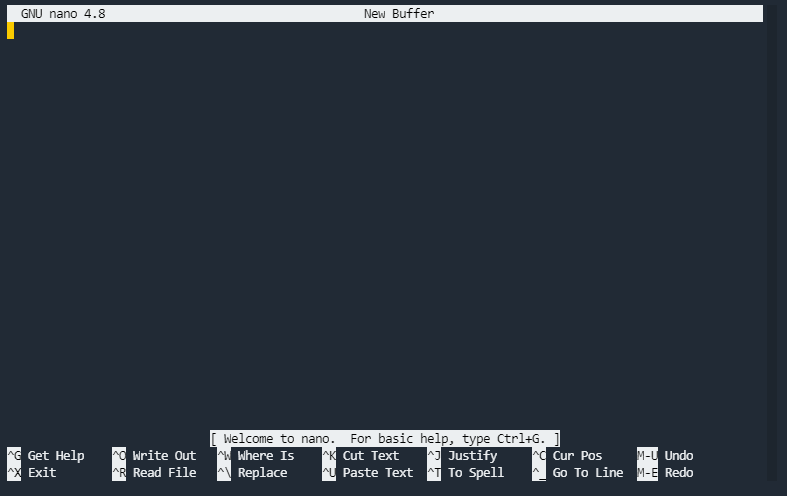 GNU nano 4.8 New Buffer
[ Welcome to nano.  For basic help, type Ctrl+G. ]
^G Get Help ^O Write Out ^W Where Is ^K Cut Text ^J Justify ^C Cur Pos M-U Undo
^X Exit ^R Read File ^\ Replace ^U Paste Text ^T To Spell ^_ Go To Line M-E Redo